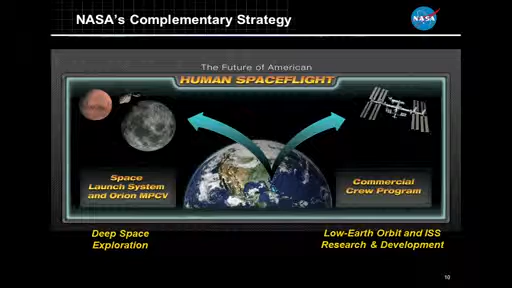 NASA's Complementary Strategy
NASA
The Future of American
HUMAN SPACEFLIGHT
Space
Launch System
and Orion MPCV
Commercial
Crew Program
Deep Space
Exploration
Low-Earth Orbit and ISS
Research & Development
10